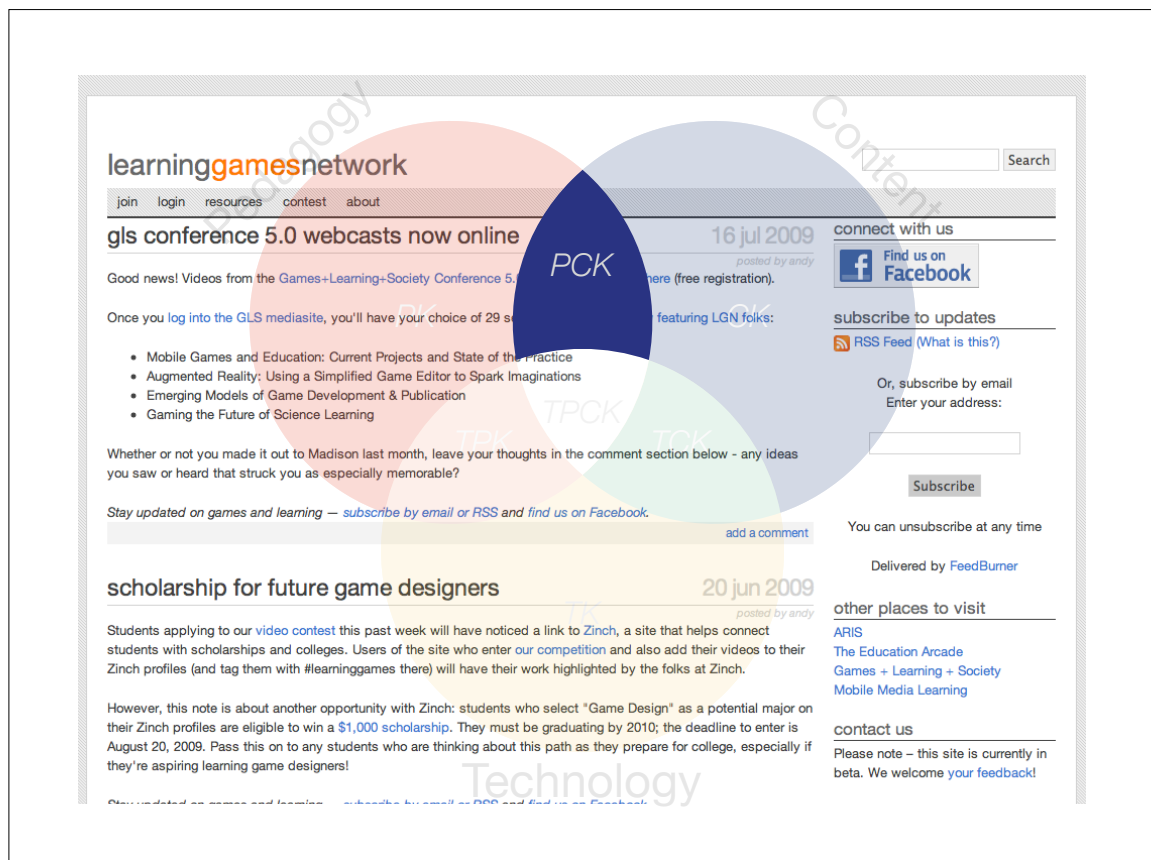 Pedagogy
Content
learninggamesnetwork
Search
join login resources contest about
gls conference 5.0 webcasts now online
16 jul 2009
posted by andy
Good news! Videos from the Games+Learning+Society Conference 5. here (free registration).
Once you log into the GLS mediasite, you'll have your choice of 29 featuring LGN folks:
• Mobile Games and Education: Current Projects and State of the Practice
• Augmented Reality: Using a Simplified Game Editor to Spark Imaginations
• Emerging Models of Game Development & Publication
• Gaming the Future of Science Learning
Whether or not you made it out to Madison last month, leave your thoughts in the comment section below - any ideas
you saw or heard that struck you as especially memorable?
Stay updated on games and learning — subscribe by email or RSS and find us on Facebook.
add a comment
PCK
PK
CK
TPCK
TPK
TCK
TK
scholarship for future game designers
20 jun 2009
posted by andy
Students applying to our video contest this past week will have noticed a link to Zinch, a site that helps connect
students with scholarships and colleges. Users of the site who enter our competition and also add their videos to their
Zinch profiles (and tag them with #learninggames there) will have their work highlighted by the folks at Zinch.
However, this note is about another opportunity with Zinch: students who select "Game Design" as a potential major on
their Zinch profiles are eligible to win a $1,000 scholarship. They must be graduating by 2010; the deadline to enter is
August 20, 2009. Pass this on to any students who are thinking about this path as they prepare for college, especially if
they're aspiring learning game designers!
Technology
Stay updated on games and learning — subscribe by email or RSS and find us on Facebook.
connect with us
Find us on
Facebook
subscribe to updates
RSS Feed (What is this?)
Or, subscribe by email
Enter your address:
Subscribe
You can unsubscribe at any time
Delivered by FeedBurner
other places to visit
ARIS
The Education Arcade
Games + Learning + Society
Mobile Media Learning
contact us
Please note – this site is currently in
beta. We welcome your feedback!